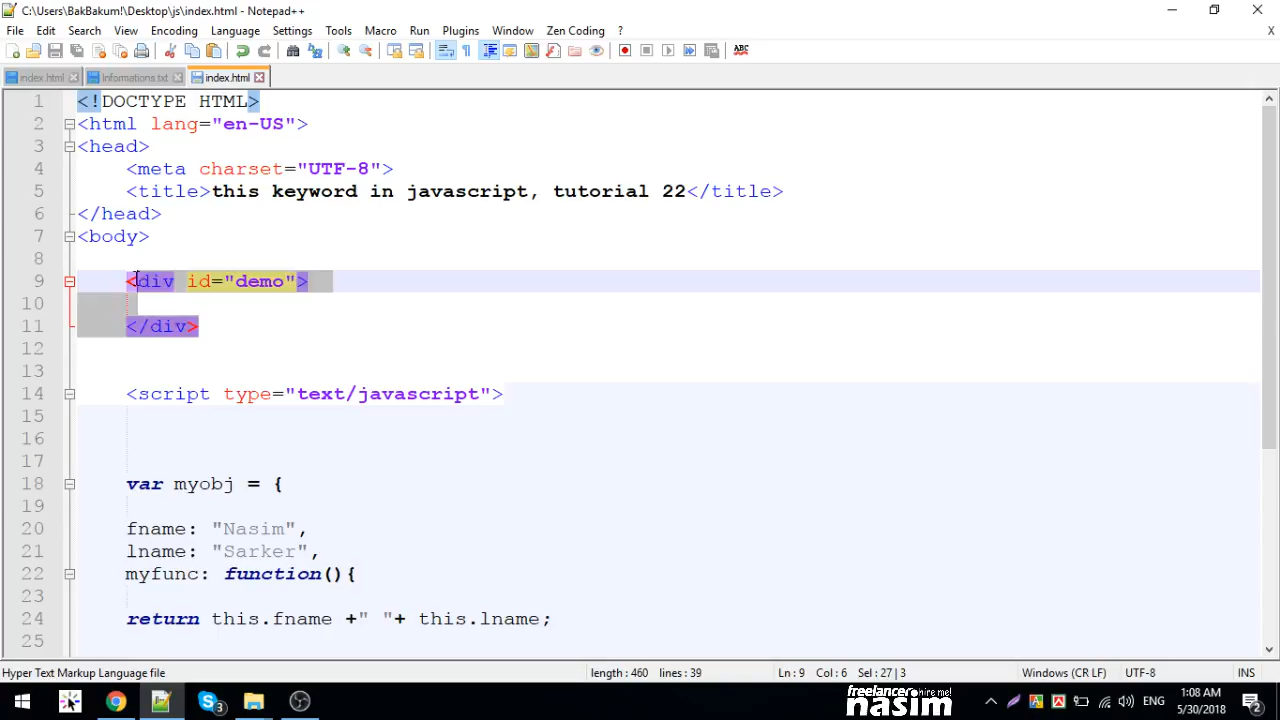 C:\Users\BakBakum!\Desktop\js\index.html - Notepad++
File Edit Search View Encoding Language Settings Tools Macro Run Plugins Window Zen Coding ? X
ABC
index.html Informations.txt index.html
1 <!DOCTYPE HTML>
2 <html lang="en-US">
3 <head>
4 <meta charset="UTF-8">
5 <title>this keyword in javascript, tutorial 22</title>
6 </head>
7 <body>
8
9 <div id="demo">
10
11 </div>
12
13
14 <script type="text/javascript">
15
16
17
18 var myobj = {
19
20 fname: "Nasim",
21 lname: "Sarker",
22 myfunc: function(){
23
24 return this.fname +" "+ this.lname;
25
Hyper Text Markup Language file length : 460 lines : 39 Ln : 9 Col : 6 Sel : 27 | 3 Windows (CR LF) UTF-8 INS
3 freelancer hire me! nasim ENG 1:08 AM 5/30/2018 2